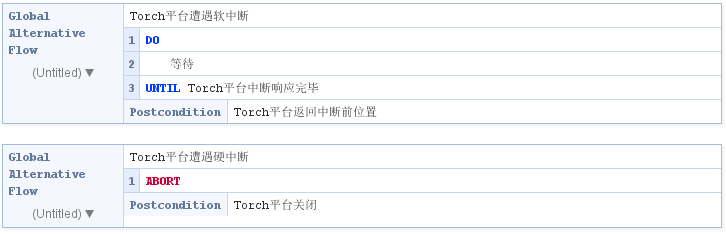 Global Alternative Flow
(Untitled) ▼
Torch平台遭遇软中断
1 DO
2 等待
3 UNTIL Torch平台中断响应完毕
Postcondition Torch平台返回中断前位置
Global Alternative Flow
(Untitled) ▼
Torch平台遭遇硬中断
1 ABORT
Postcondition Torch平台关闭